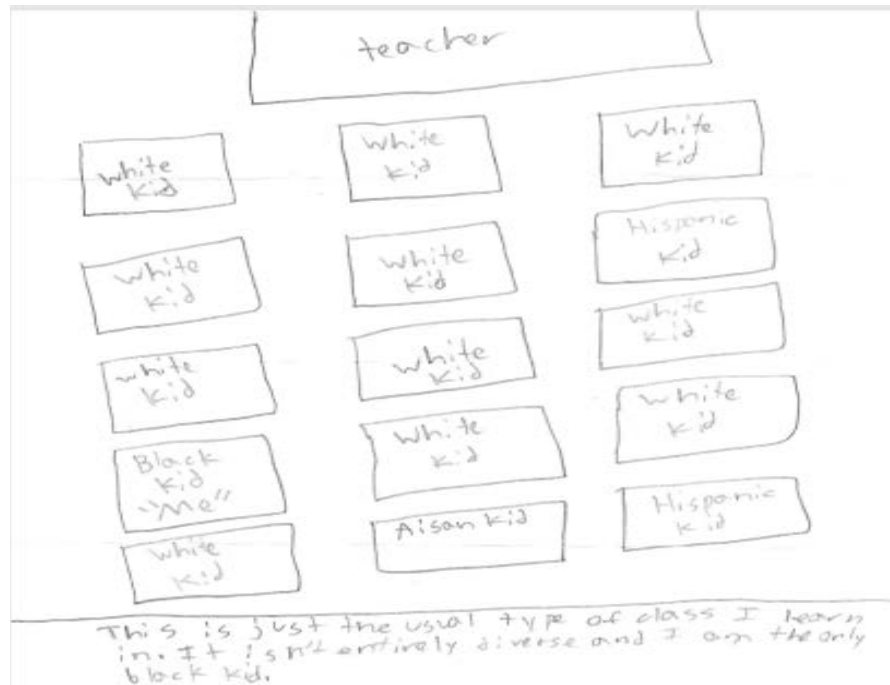 teacher
White
Kid
White
Kid
White
Kid
White
Kid
White
Kid
Hispanic
Kid
White
Kid
White
Kid
White
Kid
Black
Kid
"Me"
White
Kid
White
Kid
White
Kid
Aisan Kid
Hispanic
Kid
This is just the usual type of class I learn
in. It isn't entirely diverse and I am the only
black kid.